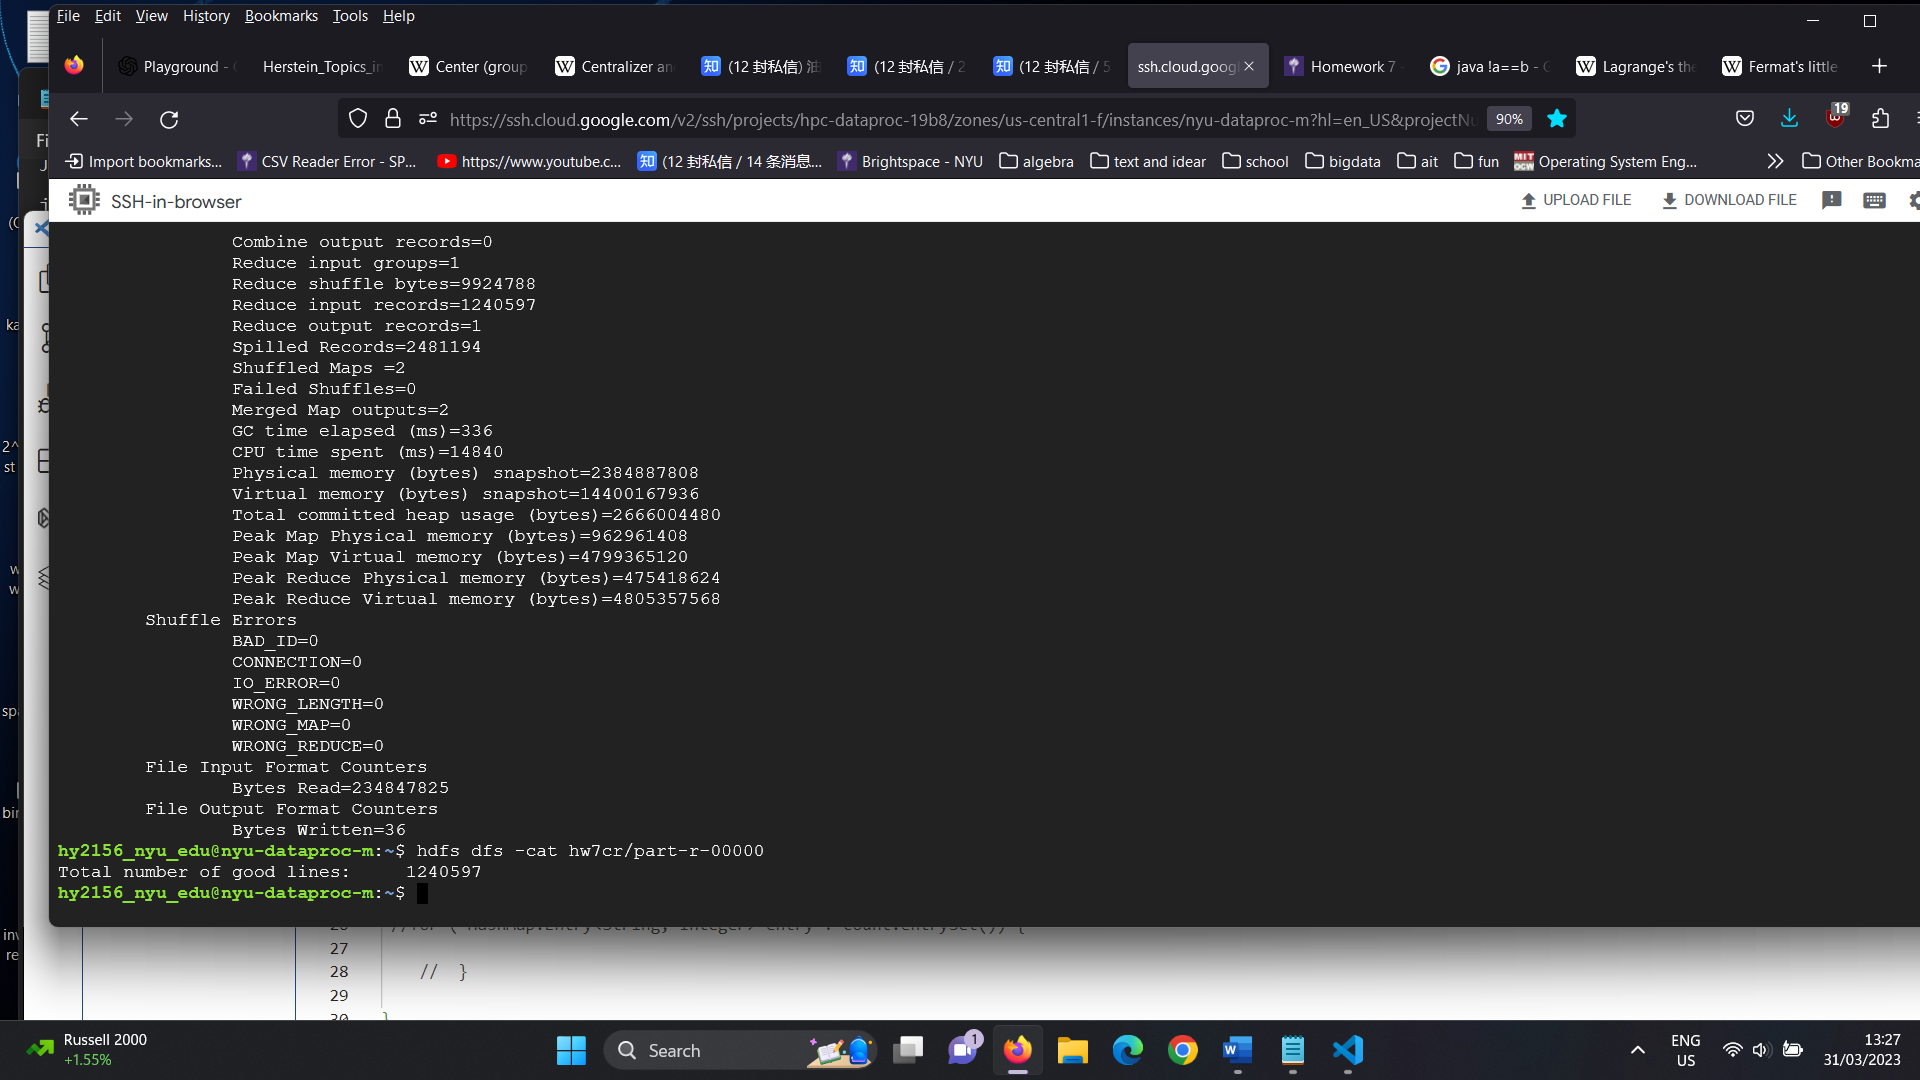 File Edit View History Bookmarks Tools Help
Playground - Herstein_Topics_in Center (group Centralizer an (12 封私信) 油 (12 封私信 / 2 (12 封私信 / 5 ssh.cloud.googl Homework 7 - java !a==b - Lagrange's the Fermat's little
https://ssh.cloud.google.com/v2/ssh/projects/hpc-dataproc-19b8/zones/us-central1-f/instances/nyu-dataproc-m?hl=en_US&projectNu 90% 19
Import bookmarks... CSV Reader Error - SP... https://www.youtube.c... (12 封私信 / 14 条消息... Brightspace - NYU algebra text and idear school bigdata ait fun Operating System Eng... Other Bookma
SSH-in-browser UPLOAD FILE DOWNLOAD FILE
Combine output records=0
Reduce input groups=1
Reduce shuffle bytes=9924788
Reduce input records=1240597
Reduce output records=1
Spilled Records=2481194
Shuffled Maps =2
Failed Shuffles=0
Merged Map outputs=2
GC time elapsed (ms)=336
CPU time spent (ms)=14840
Physical memory (bytes) snapshot=2384887808
Virtual memory (bytes) snapshot=14400167936
Total committed heap usage (bytes)=2666004480
Peak Map Physical memory (bytes)=962961408
Peak Map Virtual memory (bytes)=4799365120
Peak Reduce Physical memory (bytes)=475418624
Peak Reduce Virtual memory (bytes)=4805357568
Shuffle Errors
BAD_ID=0
CONNECTION=0
IO_ERROR=0
WRONG_LENGTH=0
WRONG_MAP=0
WRONG_REDUCE=0
File Input Format Counters
Bytes Read=234847825
File Output Format Counters
Bytes Written=36
hy2156_nyu_edu@nyu-dataproc-m:~$ hdfs dfs -cat hw7cr/part-r-00000
Total number of good lines: 1240597
hy2156_nyu_edu@nyu-dataproc-m:~$
27
28 // }
29
30 }
Russell 2000
+1.55%
Search
1
ENG
US
13:27
31/03/2023